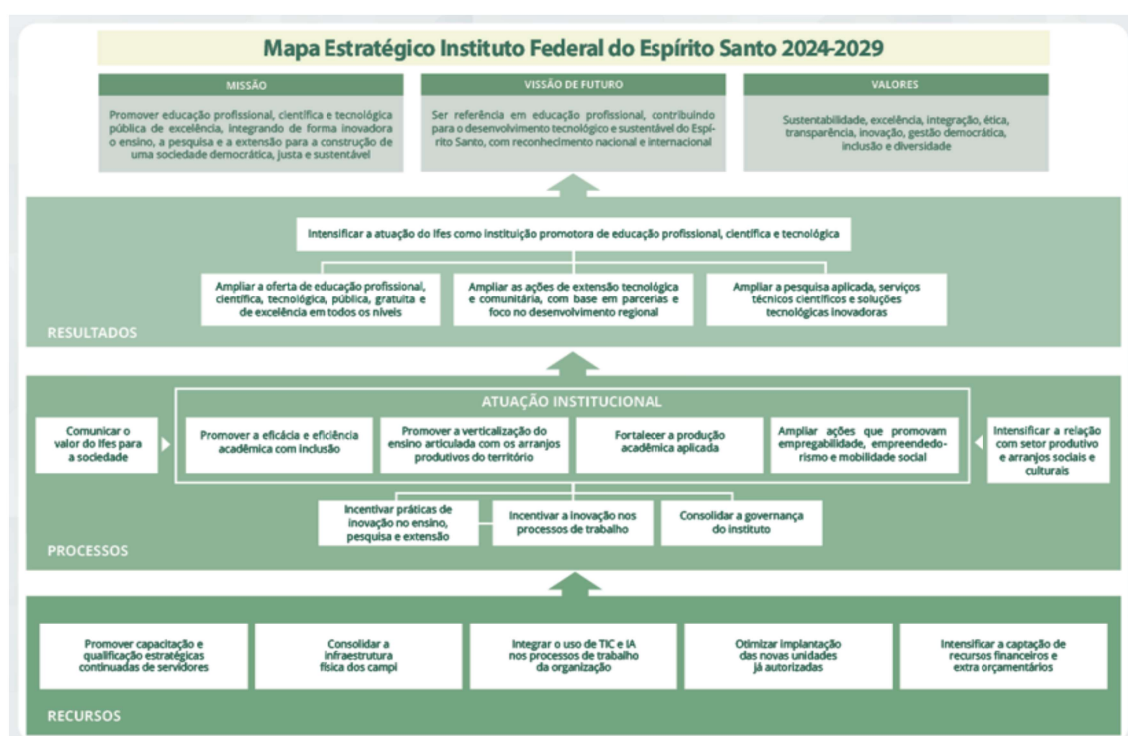 Mapa Estratégico Instituto Federal do Espírito Santo 2024-2029
MISSÃO
Promover educação profissional, científica e tecnológica
pública de excelência, integrando de forma inovadora
o ensino, a pesquisa e a extensão para a construção de
uma sociedade democrática, justa e sustentável
VISSÃO DE FUTURO
Ser referência em educação profissional, contribuindo
para o desenvolvimento tecnológico e sustentável do Espí-
rito Santo, com reconhecimento nacional e internacional
VALORES
Sustentabilidade, excelência, integração, ética,
transparência, inovação, gestão democrática,
inclusão e diversidade
Intensificar a atuação do Ifes como instituição promotora de educação profissional, científica e tecnológica
Ampliar a oferta de educação profissional,
científica, tecnológica, pública, gratuita e
de excelência em todos os níveis
Ampliar as ações de extensão tecnológica
e comunitária, com base em parcerias e
foco no desenvolvimento regional
Ampliar a pesquisa aplicada, serviços
técnicos científicos e soluções
tecnológicas inovadoras
RESULTADOS
ATUAÇÃO INSTITUCIONAL
Comunicar o
valor do Ifes para
a sociedade
Promover a eficácia e eficiência
acadêmica com inclusão
Promover a verticalização do
ensino articulada com os arranjos
produtivos do território
Fortalecer a produção
acadêmica aplicada
Ampliar ações que promovam
empregabilidade, empreendedo-
rismo e mobilidade social
Intensificar a relação
com setor produtivo
e arranjos sociais e
culturais
Incentivar práticas de
inovação no ensino,
pesquisa e extensão
Incentivar a inovação nos
processos de trabalho
Consolidar a governança
do instituto
PROCESSOS
Promover capacitação e
qualificação estratégicas
continuadas de servidores
Consolidar a
infraestrutura
física dos campi
Integrar o uso de TIC e IA
nos processos de trabalho
da organização
Otimizar implantação
das novas unidades
já autorizadas
Intensificar a captação de
recursos financeiros e
extra orçamentários
RECURSOS